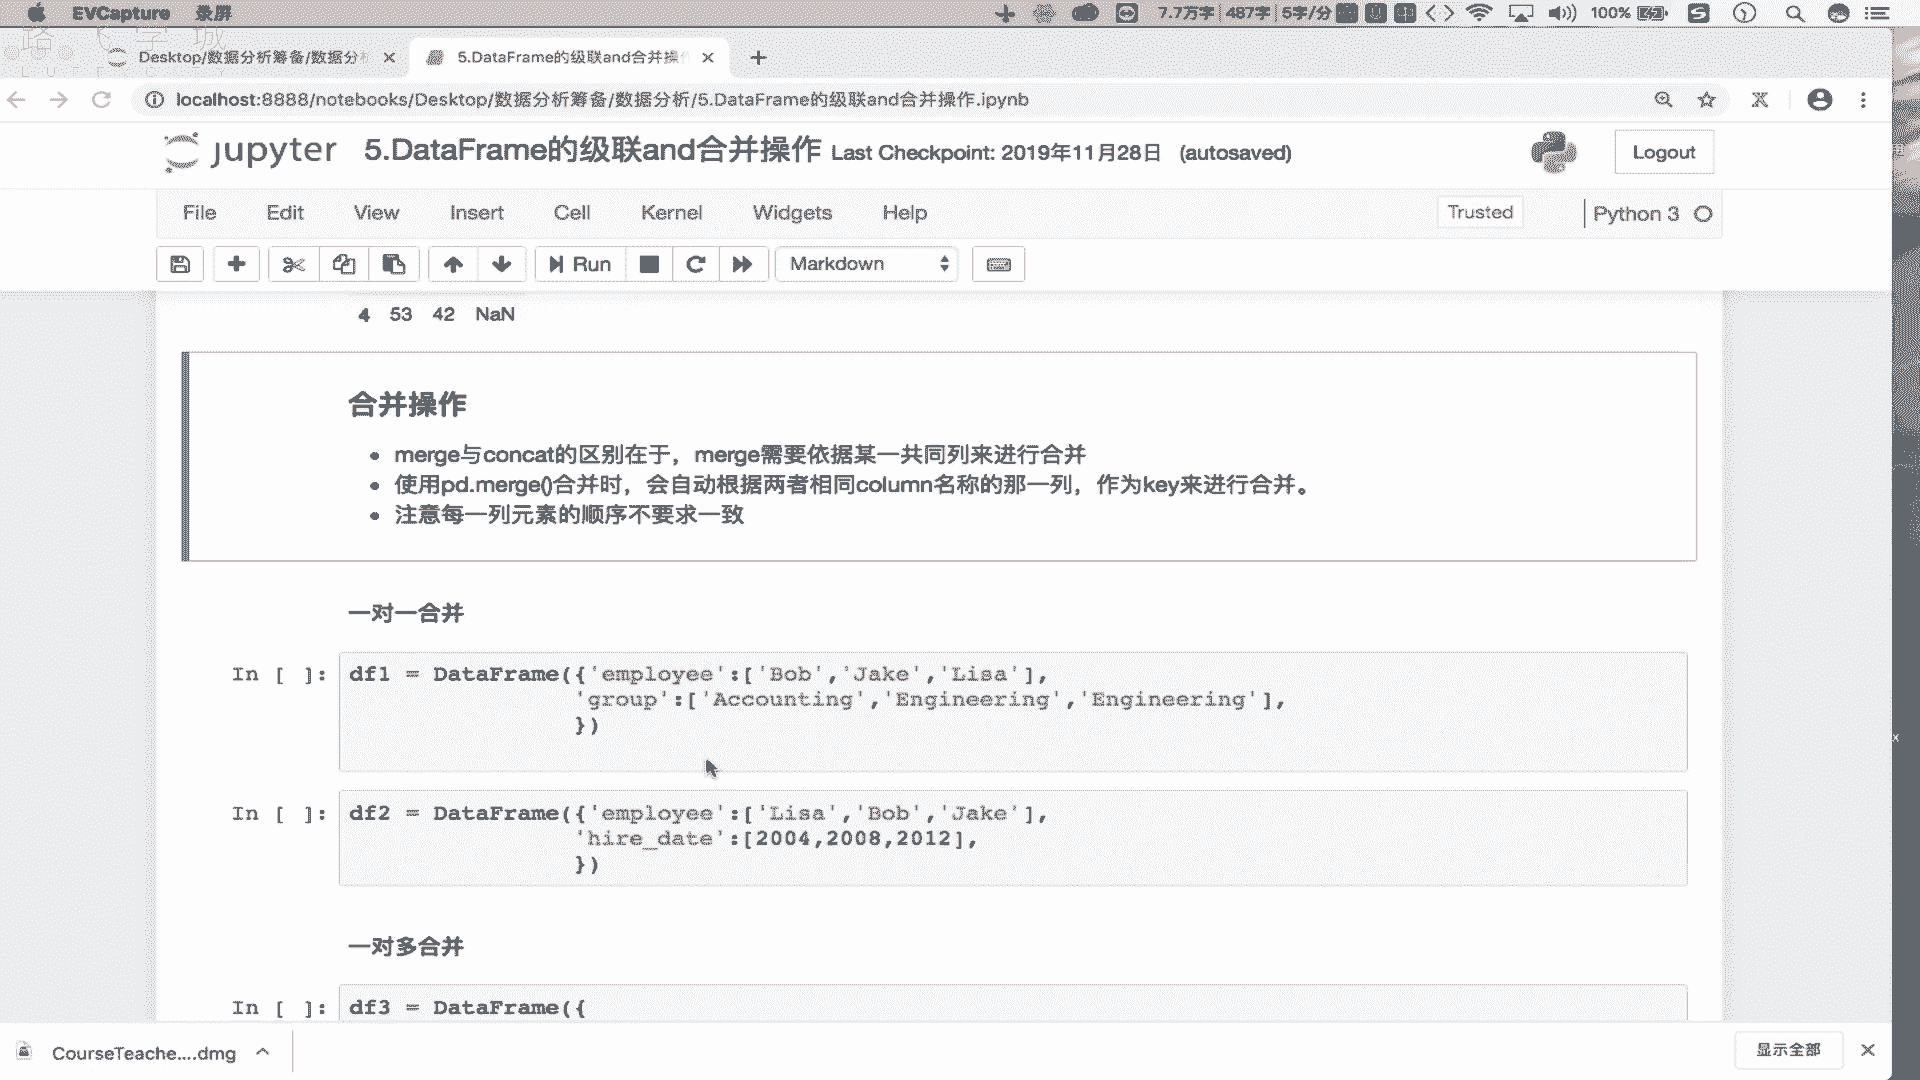 EVCapture 录屏 7.7万字 487字 5字/分 100%
Desktop/数据分析筹备/数据分 5.DataFrame的级联and合并操
localhost:8888/notebooks/Desktop/数据分析筹备/数据分析/5.DataFrame的级联and合并操作.ipynb
jupyter 5.DataFrame的级联and合并操作 Last Checkpoint: 2019年11月28日 (autosaved) Logout
File Edit View Insert Cell Kernel Widgets Help Trusted Python 3
Run Markdown
4 53 42 NaN
合并操作
• merge与concat的区别在于，merge需要依据某一共同列来进行合并
• 使用pd.merge()合并时，会自动根据两者相同column名称的那一列，作为key来进行合并。
• 注意每一列元素的顺序不要求一致
一对一合并
In [ ]: df1 = DataFrame({'employee':['Bob','Jake','Lisa'],
'group':['Accounting','Engineering','Engineering'],
})
In [ ]: df2 = DataFrame({'employee':['Lisa','Bob','Jake'],
'hire_date':[2004,2008,2012],
})
一对多合并
In [ ]: df3 = DataFrame({
CourseTeache....dmg 显示全部